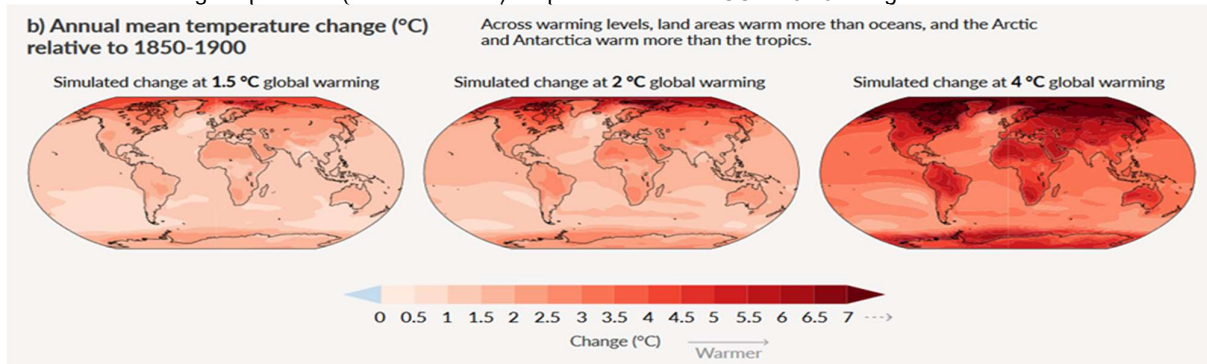 b) Annual mean temperature change (°C)
relative to 1850-1900
Across warming levels, land areas warm more than oceans, and the Arctic
and Antarctica warm more than the tropics.
Simulated change at 1.5 °C global warming
Simulated change at 2 °C global warming
Simulated change at 4 °C global warming
0 0.5 1 1.5 2 2.5 3 3.5 4 4.5 5 5.5 6 6.5 7
Change (°C)
Warmer